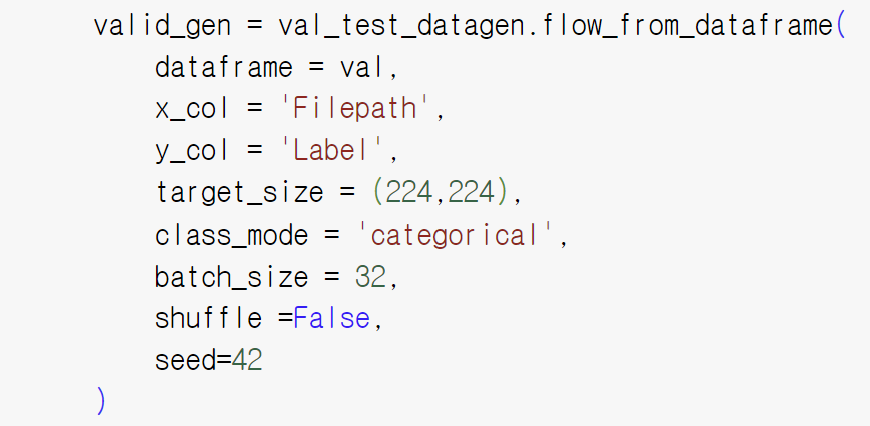 valid_gen = val_test_datagen.flow_from_dataframe(
    dataframe = val,
    x_col = 'Filepath',
    y_col = 'Label',
    target_size = (224,224),
    class_mode = 'categorical',
    batch_size = 32,
    shuffle =False,
    seed=42
)